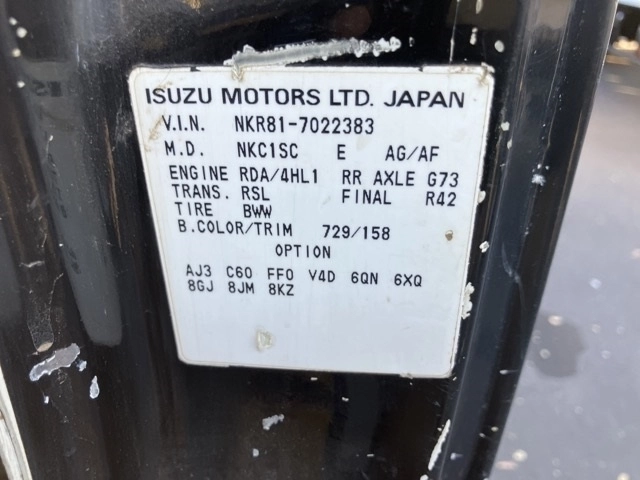 ISUZU MOTORS LTD. JAPAN
V.I.N. NKR81-7022383
M.D. NKC1SC E AG/AF
ENGINE RDA/4HL1 RR AXLE G73
TRANS. RSL FINAL R42
TIRE BWW
B.COLOR/TRIM 729/158
OPTION
AJ3 C60 FF0 V4D 6QN 6XQ
8GJ 8JM 8KZ